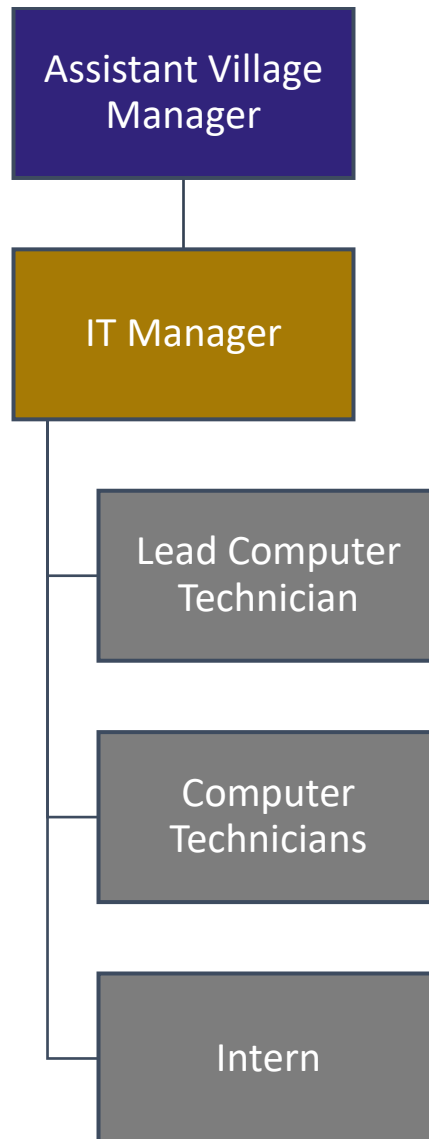 Assistant Village
Manager
IT Manager
Lead Computer
Technician
Computer
Technicians
Intern